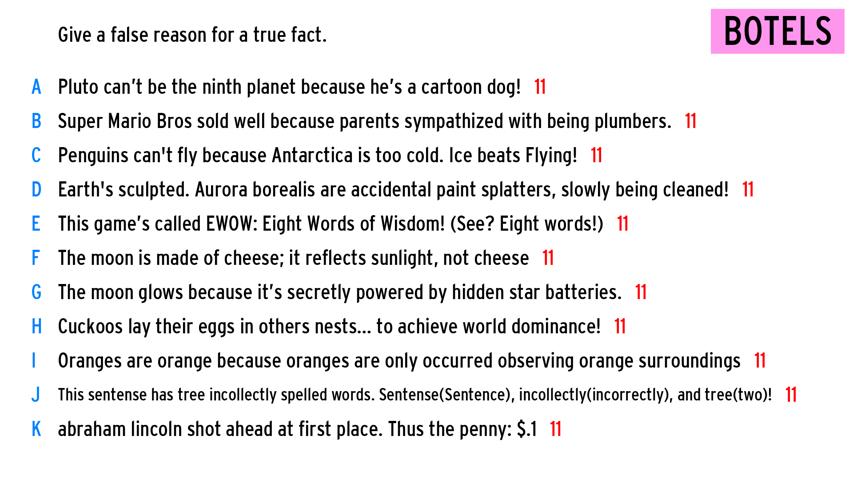 Give a false reason for a true fact.
BOTELS
A Pluto can't be the ninth planet because he's a cartoon dog! 11
B Super Mario Bros sold well because parents sympathized with being plumbers. 11
C Penguins can't fly because Antarctica is too cold. Ice beats Flying! 11
D Earth's sculpted. Aurora borealis are accidental paint splatters, slowly being cleaned! 11
E This game's called EWOW: Eight Words of Wisdom! (See? Eight words!) 11
F The moon is made of cheese; it reflects sunlight, not cheese 11
G The moon glows because it's secretly powered by hidden star batteries. 11
H Cuckoos lay their eggs in others nests... to achieve world dominance! 11
I Oranges are orange because oranges are only occurred observing orange surroundings 11
J This sentense has tree incollectly spelled words. Sentense(Sentence), incollectly(incorrectly), and tree(two)! 11
K abraham lincoln shot ahead at first place. Thus the penny: $.1 11